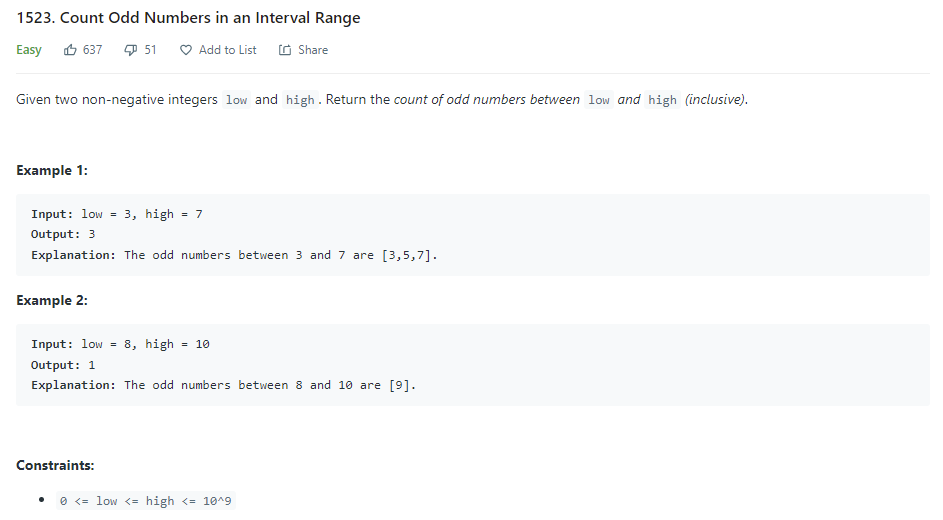 1523. Count Odd Numbers in an Interval Range
Easy 637 51 Add to List Share
Given two non-negative integers low and high. Return the count of odd numbers between low and high (inclusive).
Example 1:
Input: low = 3, high = 7
Output: 3
Explanation: The odd numbers between 3 and 7 are [3,5,7].
Example 2:
Input: low = 8, high = 10
Output: 1
Explanation: The odd numbers between 8 and 10 are [9].
Constraints:
• 0 <= low <= high <= 10^9